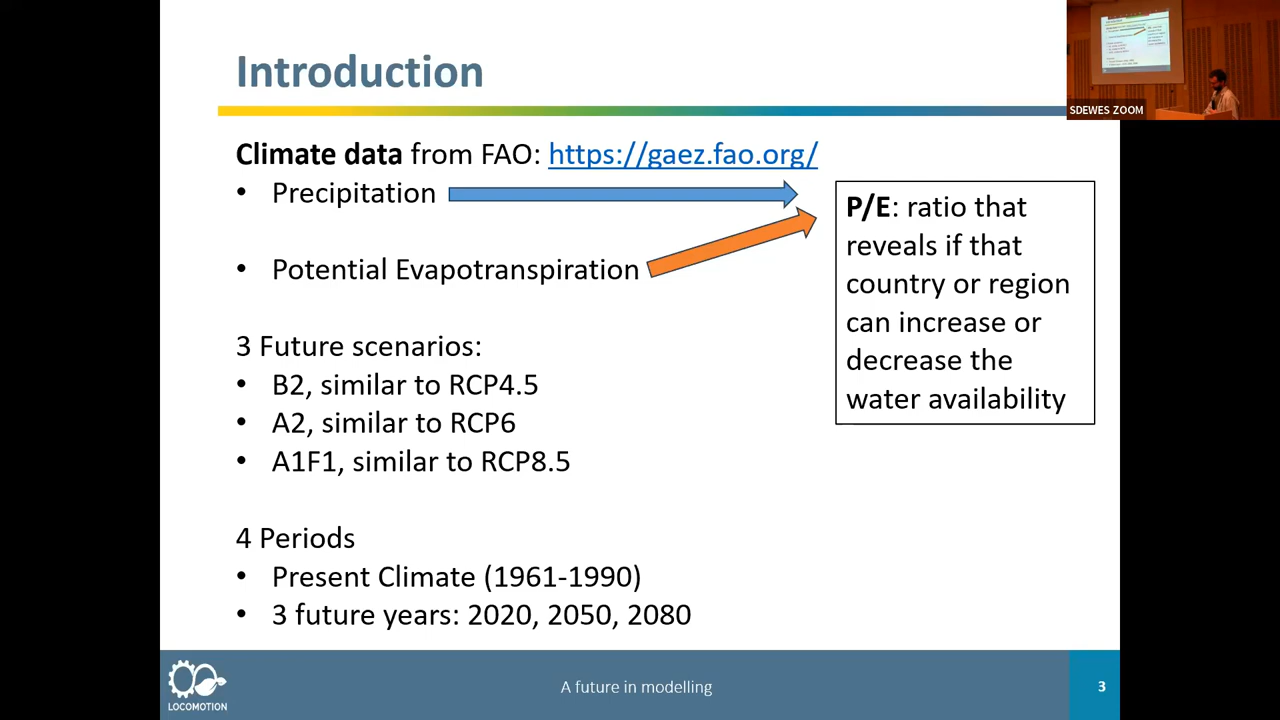 Introduction
SDEWES ZOOM
Climate data from FAO: https://gaez.fao.org/
• Precipitation
• Potential Evapotranspiration
P/E: ratio that
reveals if that
country or region
can increase or
decrease the
water availability
3 Future scenarios:
• B2, similar to RCP4.5
• A2, similar to RCP6
• A1F1, similar to RCP8.5
4 Periods
• Present Climate (1961-1990)
• 3 future years: 2020, 2050, 2080
LOCOMOTION
A future in modelling
3